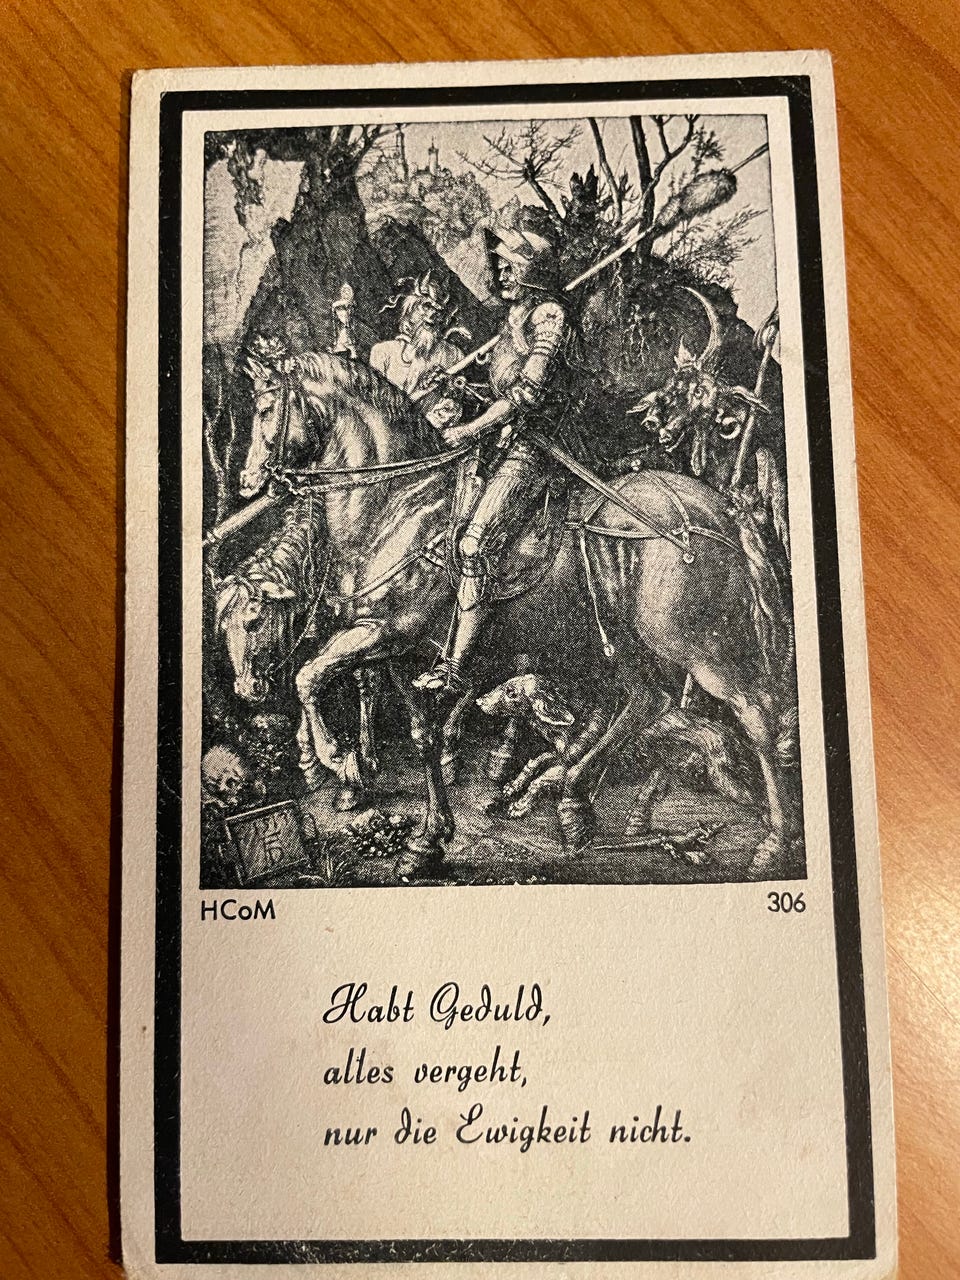 HCoM 306
Habt Geduld,
alles vergeht,
nur die Ewigkeit nicht.